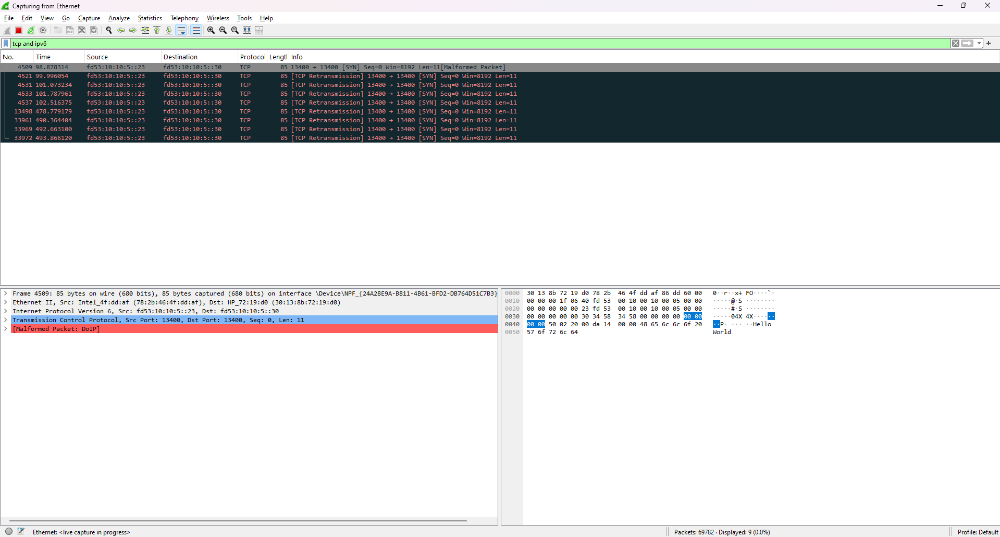 Capturing from Ethernet
File Edit View Go Capture Analyze Statistics Telephony Wireless Tools Help
tcp and ipv6
No. Time Source Destination Protocol Lengtl Info
4509 98.878314 fd53:10:10:5::23 fd53:10:10:5::30 TCP 85 13400 → 13400 [SYN] Seq=0 Win=8192 Len=11[Malformed Packet]
4521 99.996054 fd53:10:10:5::23 fd53:10:10:5::30 TCP 85 [TCP Retransmission] 13400 → 13400 [SYN] Seq=0 Win=8192 Len=11
4531 101.073234 fd53:10:10:5::23 fd53:10:10:5::30 TCP 85 [TCP Retransmission] 13400 → 13400 [SYN] Seq=0 Win=8192 Len=11
4533 101.787961 fd53:10:10:5::23 fd53:10:10:5::30 TCP 85 [TCP Retransmission] 13400 → 13400 [SYN] Seq=0 Win=8192 Len=11
4537 102.516375 fd53:10:10:5::23 fd53:10:10:5::30 TCP 85 [TCP Retransmission] 13400 → 13400 [SYN] Seq=0 Win=8192 Len=11
13498 478.779179 fd53:10:10:5::23 fd53:10:10:5::30 TCP 85 [TCP Retransmission] 13400 → 13400 [SYN] Seq=0 Win=8192 Len=11
33961 490.364404 fd53:10:10:5::23 fd53:10:10:5::30 TCP 85 [TCP Retransmission] 13400 → 13400 [SYN] Seq=0 Win=8192 Len=11
33969 492.663100 fd53:10:10:5::23 fd53:10:10:5::30 TCP 85 [TCP Retransmission] 13400 → 13400 [SYN] Seq=0 Win=8192 Len=11
33972 493.866120 fd53:10:10:5::23 fd53:10:10:5::30 TCP 85 [TCP Retransmission] 13400 → 13400 [SYN] Seq=0 Win=8192 Len=11
Frame 4509: 85 bytes on wire (680 bits), 85 bytes captured (680 bits) on interface \Device\NPF_{24A28E9A-B811-4B61-BFD2-DB764D51C7B3}
Ethernet II, Src: Intel_4f:dd:af (78:2b:46:4f:dd:af), Dst: HP_72:19:d0 (30:13:8b:72:19:d0)
Internet Protocol Version 6, Src: fd53:10:10:5::23, Dst: fd53:10:10:5::30
Transmission Control Protocol, Src Port: 13400, Dst Port: 13400, Seq: 0, Len: 11
[Malformed Packet: DoIP]
0000 30 13 8b 72 19 d0 78 2b 46 4f dd af 86 dd 60 00 0··r··x+ FO····`·
0010 00 00 00 1f 06 40 fd 53 00 10 00 10 00 05 00 00 ·····@·S ········
0020 00 00 00 00 00 23 fd 53 00 10 00 10 00 05 00 00 ·····#·S ········
0030 00 00 00 00 00 30 34 58 34 58 00 00 00 00 00 00 ·····04X 4X······
0040 00 00 50 02 20 00 da 14 00 00 48 65 6c 6c 6f 20 ··P· ··· ··Hello
0050 57 6f 72 6c 64 World
Ethernet: <live capture in progress>
Packets: 69782 · Displayed: 9 (0.0%)
Profile: Default